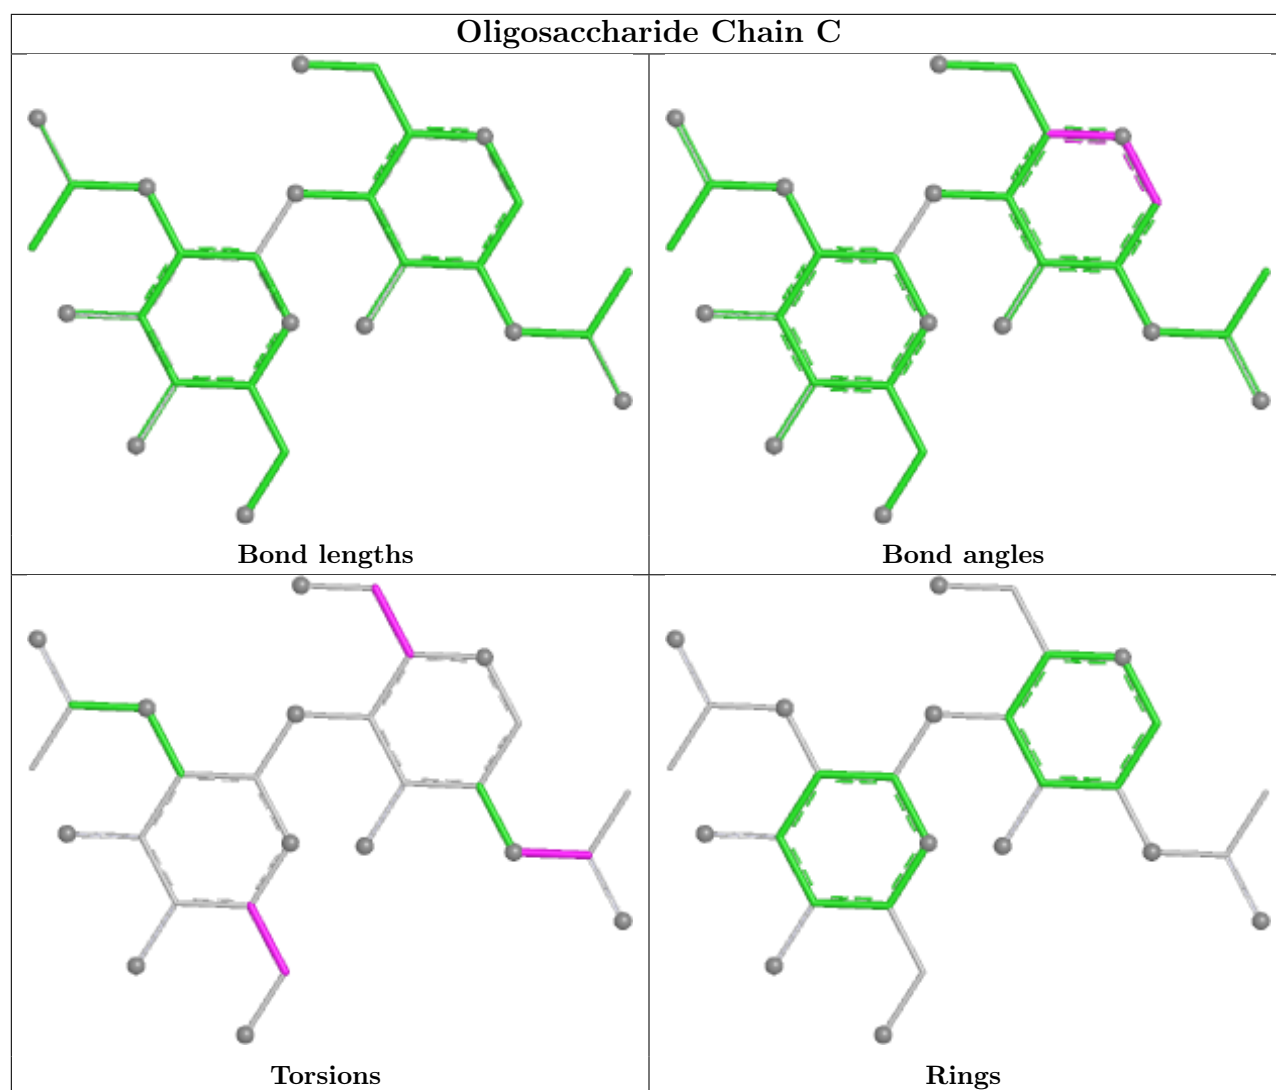 Oligosaccharide Chain C
Bond lengths
Bond angles
Torsions
Rings